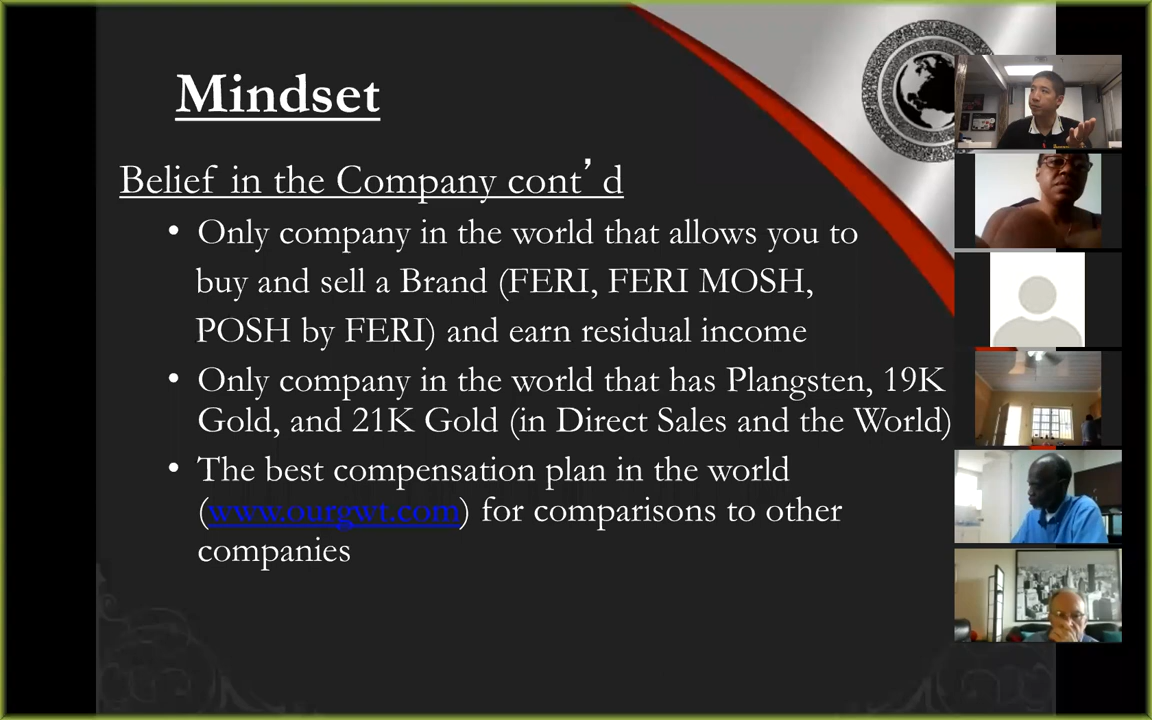 Mindset
Belief in the Company cont’d
• Only company in the world that allows you to
buy and sell a Brand (FERI, FERI MOSH,
POSH by FERI) and earn residual income
• Only company in the world that has Plangsten, 19K
Gold, and 21K Gold (in Direct Sales and the World)
• The best compensation plan in the world
(www.ourgwt.com) for comparisons to other
companies